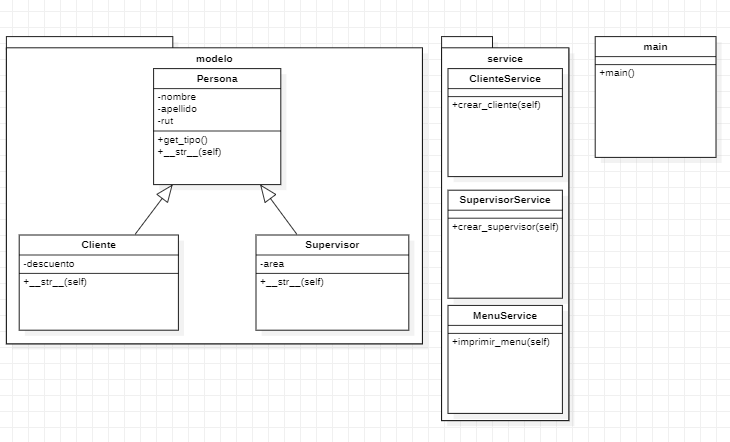 modelo
Persona
-nombre
-apellido
-rut
+get_tipo()
+__str__(self)
Cliente
-descuento
+__str__(self)
Supervisor
-area
+__str__(self)
service
ClienteService
+crear_cliente(self)
SupervisorService
+crear_supervisor(self)
MenuService
+imprimir_menu(self)
main
+main()